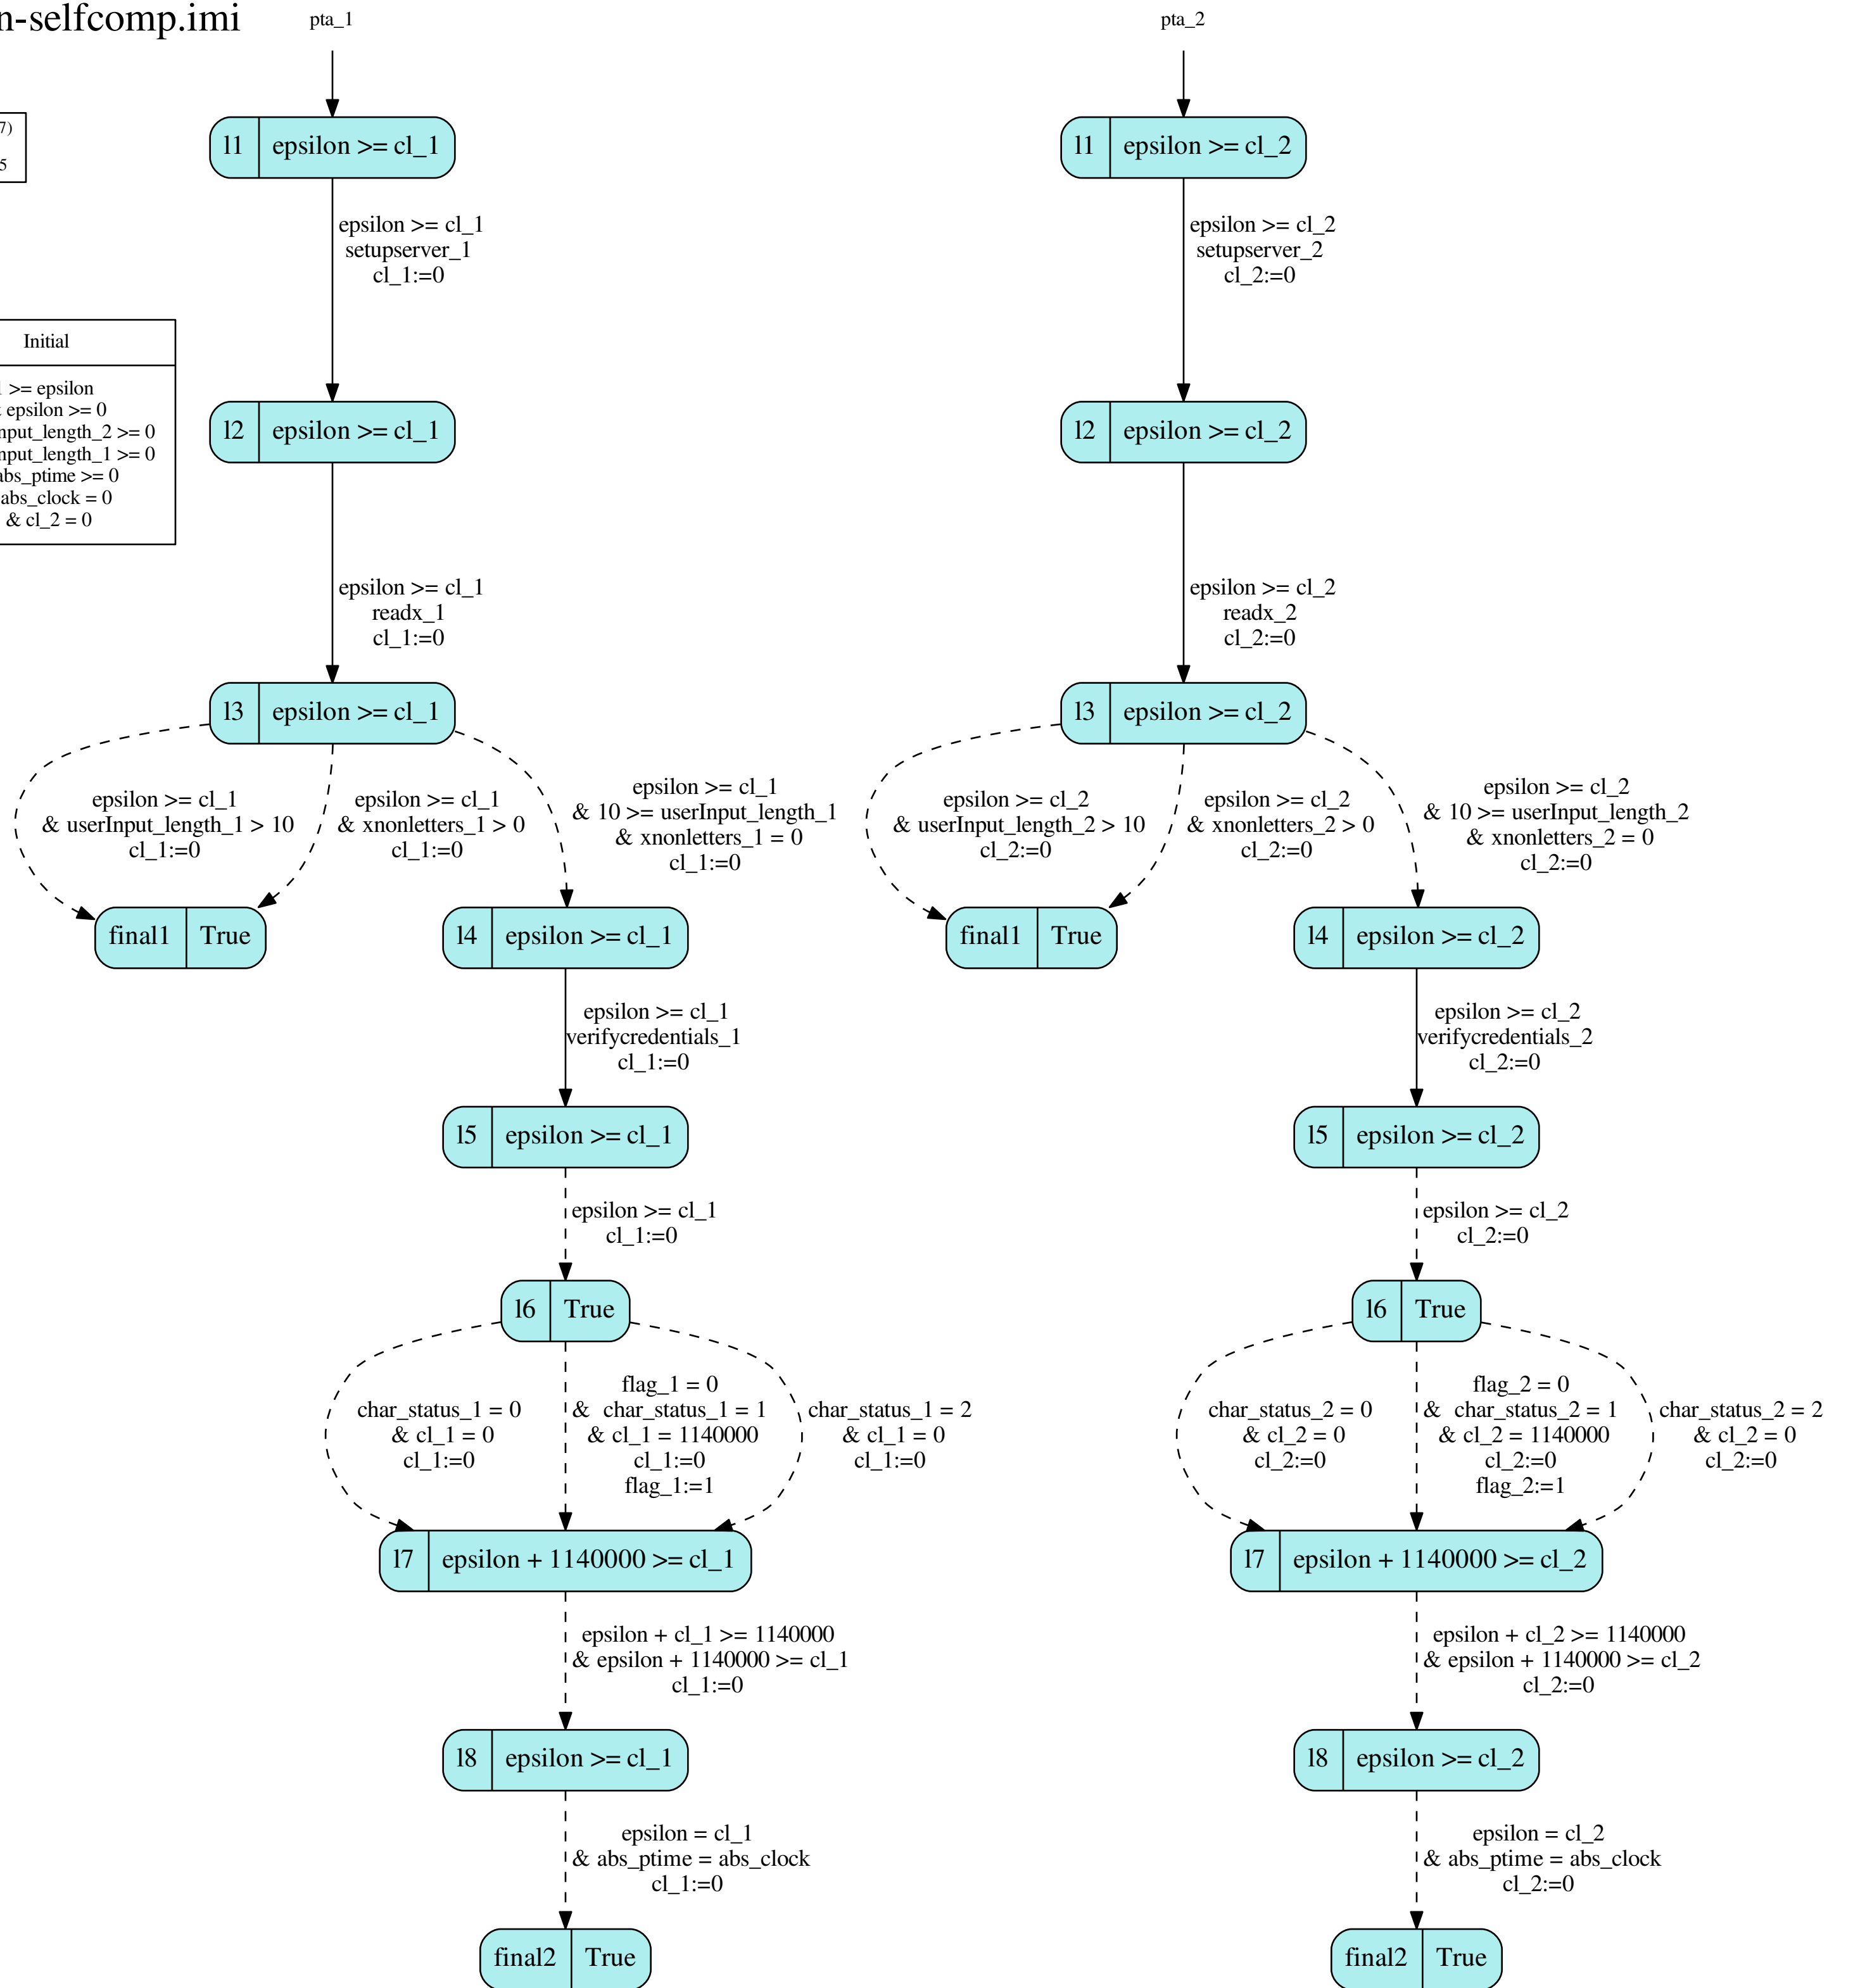 n-selfcomp.imi
7)
5
Initial
>= epsilon
epsilon >= 0
nput_length_2 >= 0
nput_length_1 >= 0
abs_ptime >= 0
abs_clock = 0
& cl_2 = 0
pta_1
l1 epsilon >= cl_1
epsilon >= cl_1
setupserver_1
cl_1:=0
l2 epsilon >= cl_1
epsilon >= cl_1
readx_1
cl_1:=0
l3 epsilon >= cl_1
epsilon >= cl_1
& userInput_length_1 > 10
cl_1:=0
epsilon >= cl_1
& xnonletters_1 > 0
cl_1:=0
epsilon >= cl_1
& 10 >= userInput_length_1
& xnonletters_1 = 0
cl_1:=0
final1 True
l4 epsilon >= cl_1
epsilon >= cl_1
verifycredentials_1
cl_1:=0
l5 epsilon >= cl_1
epsilon >= cl_1
cl_1:=0
l6 True
char_status_1 = 0
& cl_1 = 0
cl_1:=0
flag_1 = 0
& char_status_1 = 1
& cl_1 = 1140000
cl_1:=0
flag_1:=1
char_status_1 = 2
& cl_1 = 0
cl_1:=0
l7 epsilon + 1140000 >= cl_1
epsilon + cl_1 >= 1140000
& epsilon + 1140000 >= cl_1
cl_1:=0
l8 epsilon >= cl_1
epsilon = cl_1
& abs_ptime = abs_clock
cl_1:=0
final2 True
pta_2
l1 epsilon >= cl_2
epsilon >= cl_2
setupserver_2
cl_2:=0
l2 epsilon >= cl_2
epsilon >= cl_2
readx_2
cl_2:=0
l3 epsilon >= cl_2
epsilon >= cl_2
& userInput_length_2 > 10
cl_2:=0
epsilon >= cl_2
& xnonletters_2 > 0
cl_2:=0
epsilon >= cl_2
& 10 >= userInput_length_2
& xnonletters_2 = 0
cl_2:=0
final1 True
l4 epsilon >= cl_2
epsilon >= cl_2
verifycredentials_2
cl_2:=0
l5 epsilon >= cl_2
epsilon >= cl_2
cl_2:=0
l6 True
char_status_2 = 0
& cl_2 = 0
cl_2:=0
flag_2 = 0
& char_status_2 = 1
& cl_2 = 1140000
cl_2:=0
flag_2:=1
char_status_2 = 2
& cl_2 = 0
cl_2:=0
l7 epsilon + 1140000 >= cl_2
epsilon + cl_2 >= 1140000
& epsilon + 1140000 >= cl_2
cl_2:=0
l8 epsilon >= cl_2
epsilon = cl_2
& abs_ptime = abs_clock
cl_2:=0
final2 True